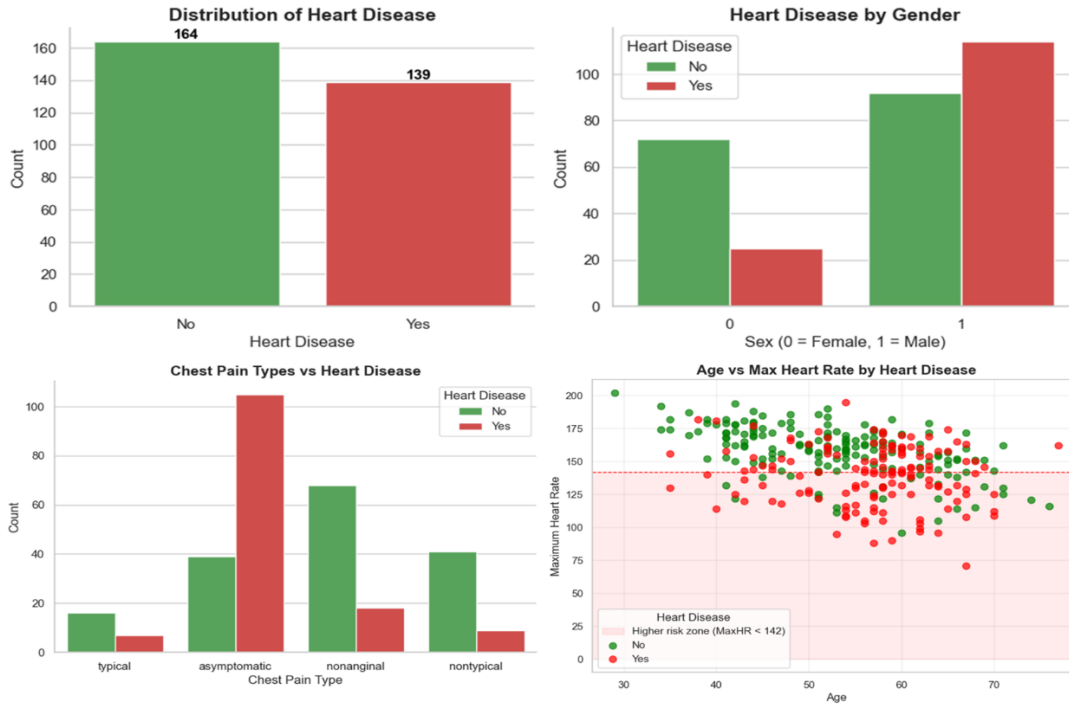 Distribution of Heart Disease
164
139
160
140
120
100
80
60
40
20
0
Count
No
Yes
Heart Disease
Heart Disease by Gender
Heart Disease
No
Yes
100
80
60
40
20
0
Count
0
1
Sex (0 = Female, 1 = Male)
Chest Pain Types vs Heart Disease
Heart Disease
No
Yes
100
80
60
40
20
0
Count
typical
asymptomatic
nonanginal
nontypical
Chest Pain Type
Age vs Max Heart Rate by Heart Disease
200
175
150
125
100
75
50
25
0
Maximum Heart Rate
Heart Disease
Higher risk zone (MaxHR < 142)
No
Yes
30
40
50
60
70
Age